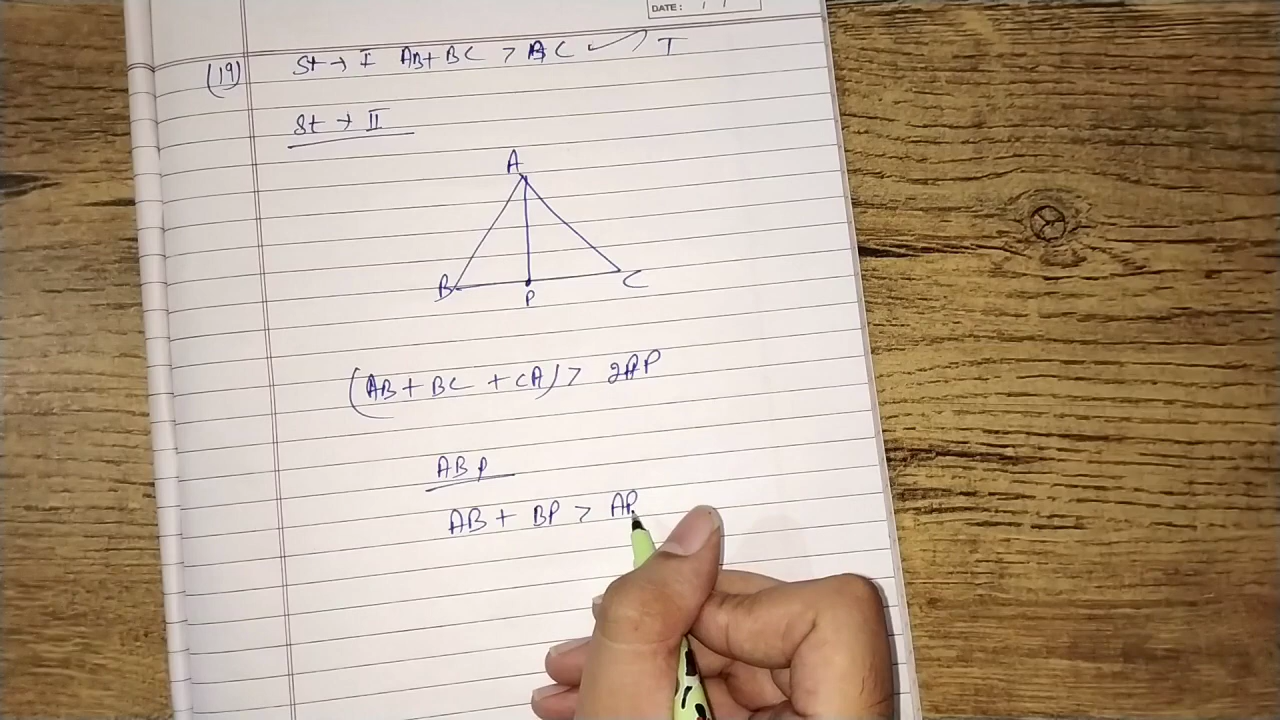 DATE:
(19) St → I AB+ BC > AC ✓ T
St → II
A
B P C
(AB + BC + CA) > 2AP
ABP
AB + BP > AP